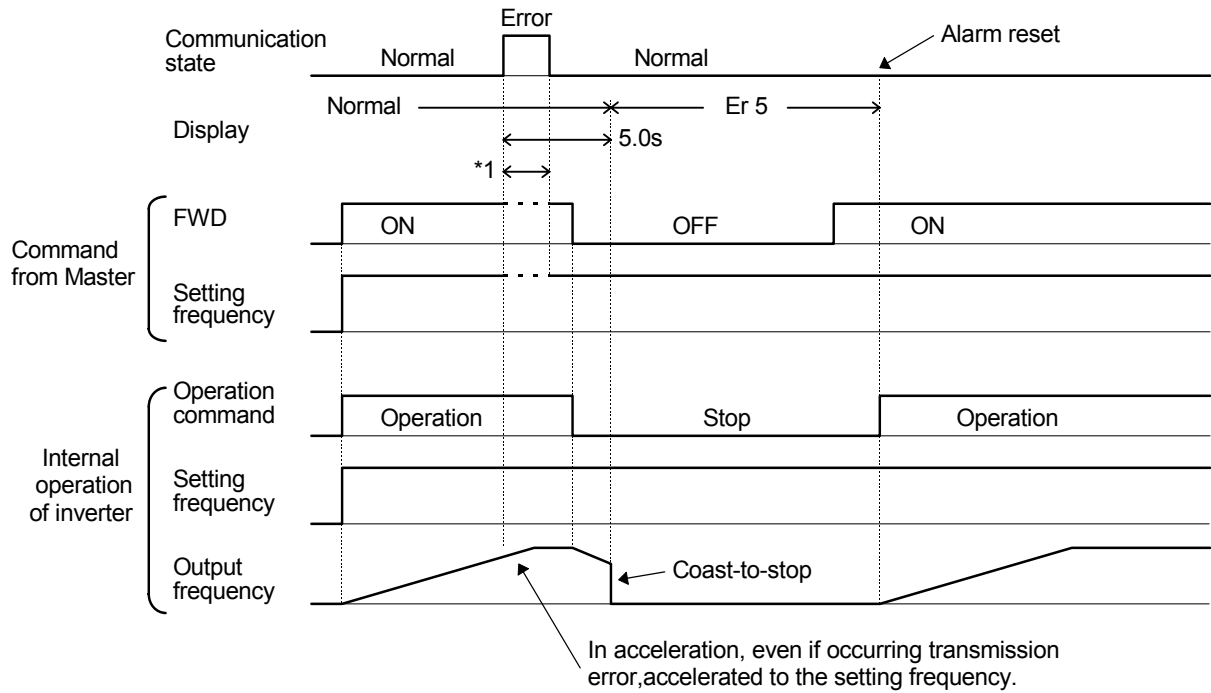 Error
Communication
state
Normal
Normal
Alarm reset
Normal
Er 5
Display
5.0s
*1
Command
from Master
FWD
ON
OFF
ON
Setting
frequency
Internal
operation
of inverter
Operation
command
Operation
Stop
Operation
Setting
frequency
Output
frequency
Coast-to-stop
In acceleration, even if occurring transmission
error,accelerated to the setting frequency.